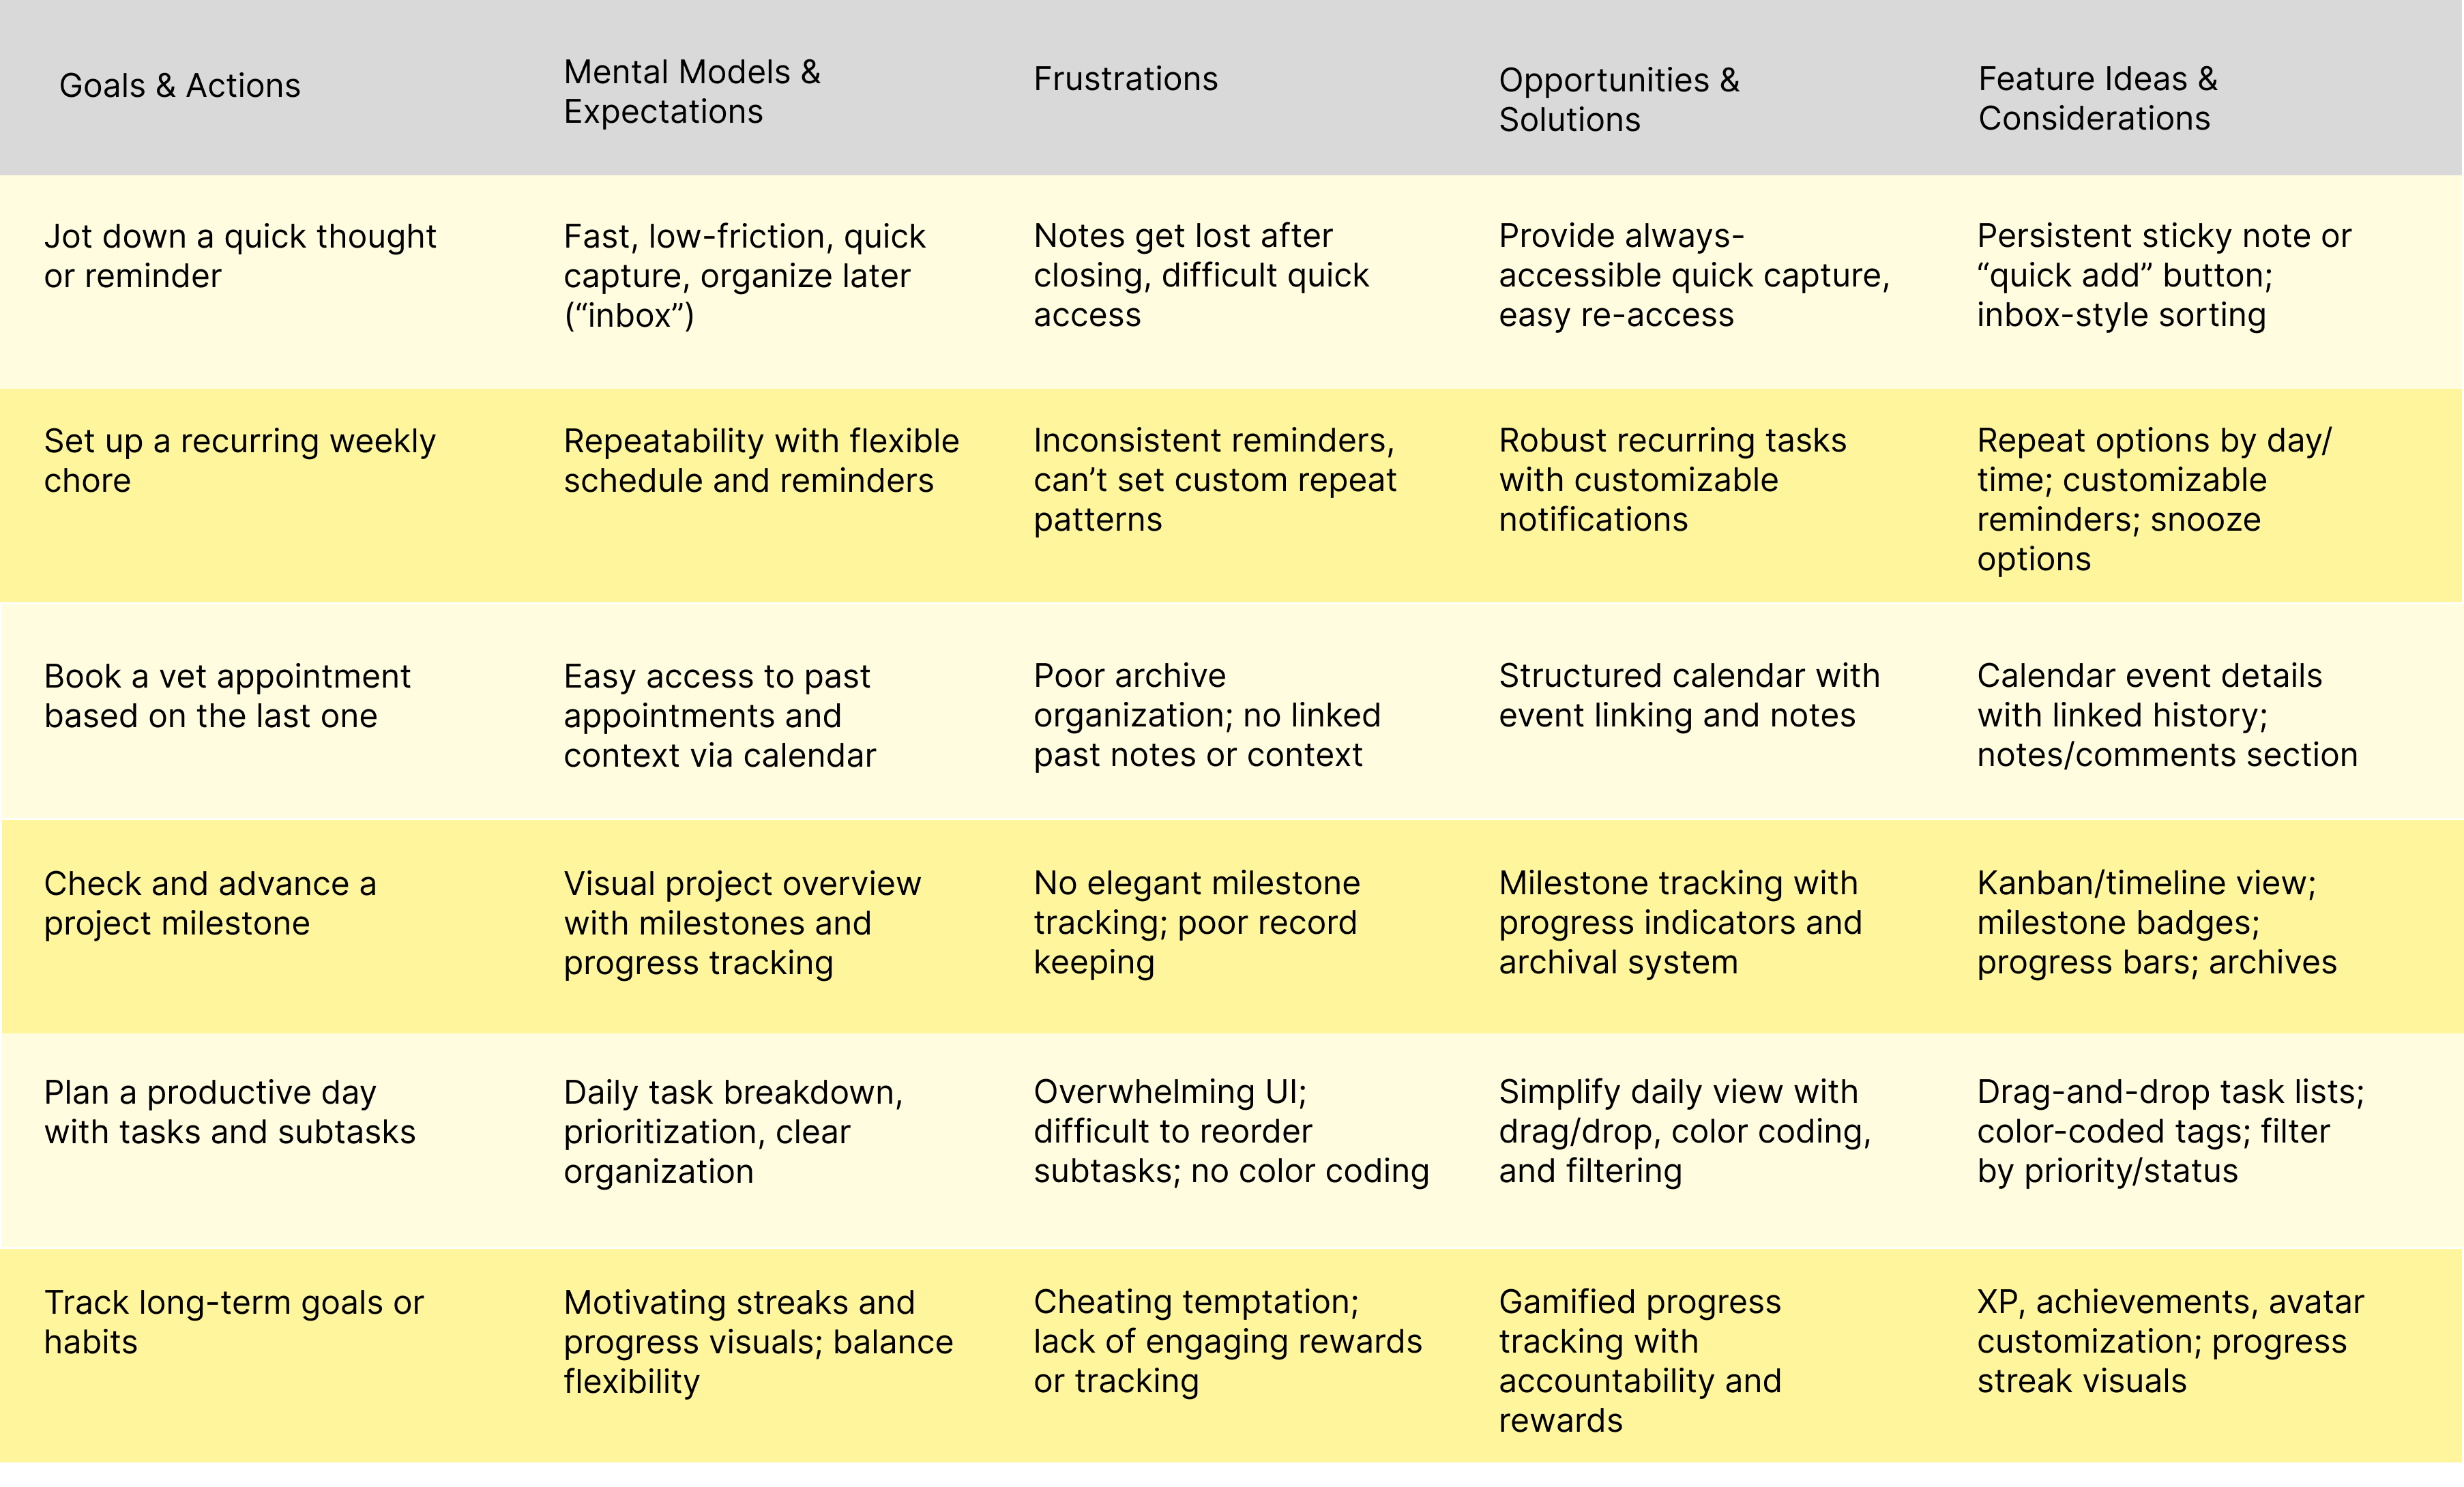 Goals & Actions
Mental Models &
Expectations
Frustrations
Opportunities &
Solutions
Feature Ideas &
Considerations
Jot down a quick thought
or reminder
Fast, low-friction, quick
capture, organize later
(“inbox”)
Notes get lost after
closing, difficult quick
access
Provide always-
accessible quick capture,
easy re-access
Persistent sticky note or
“quick add” button;
inbox-style sorting
Set up a recurring weekly
chore
Repeatability with flexible
schedule and reminders
Inconsistent reminders,
can’t set custom repeat
patterns
Robust recurring tasks
with customizable
notifications
Repeat options by day/
time; customizable
reminders; snooze
options
Book a vet appointment
based on the last one
Easy access to past
appointments and
context via calendar
Poor archive
organization; no linked
past notes or context
Structured calendar with
event linking and notes
Calendar event details
with linked history;
notes/comments section
Check and advance a
project milestone
Visual project overview
with milestones and
progress tracking
No elegant milestone
tracking; poor record
keeping
Milestone tracking with
progress indicators and
archival system
Kanban/timeline view;
milestone badges;
progress bars; archives
Plan a productive day
with tasks and subtasks
Daily task breakdown,
prioritization, clear
organization
Overwhelming UI;
difficult to reorder
subtasks; no color coding
Simplify daily view with
drag/drop, color coding,
and filtering
Drag-and-drop task lists;
color-coded tags; filter
by priority/status
Track long-term goals or
habits
Motivating streaks and
progress visuals; balance
flexibility
Cheating temptation;
lack of engaging rewards
or tracking
Gamified progress
tracking with
accountability and
rewards
XP, achievements, avatar
customization; progress
streak visuals